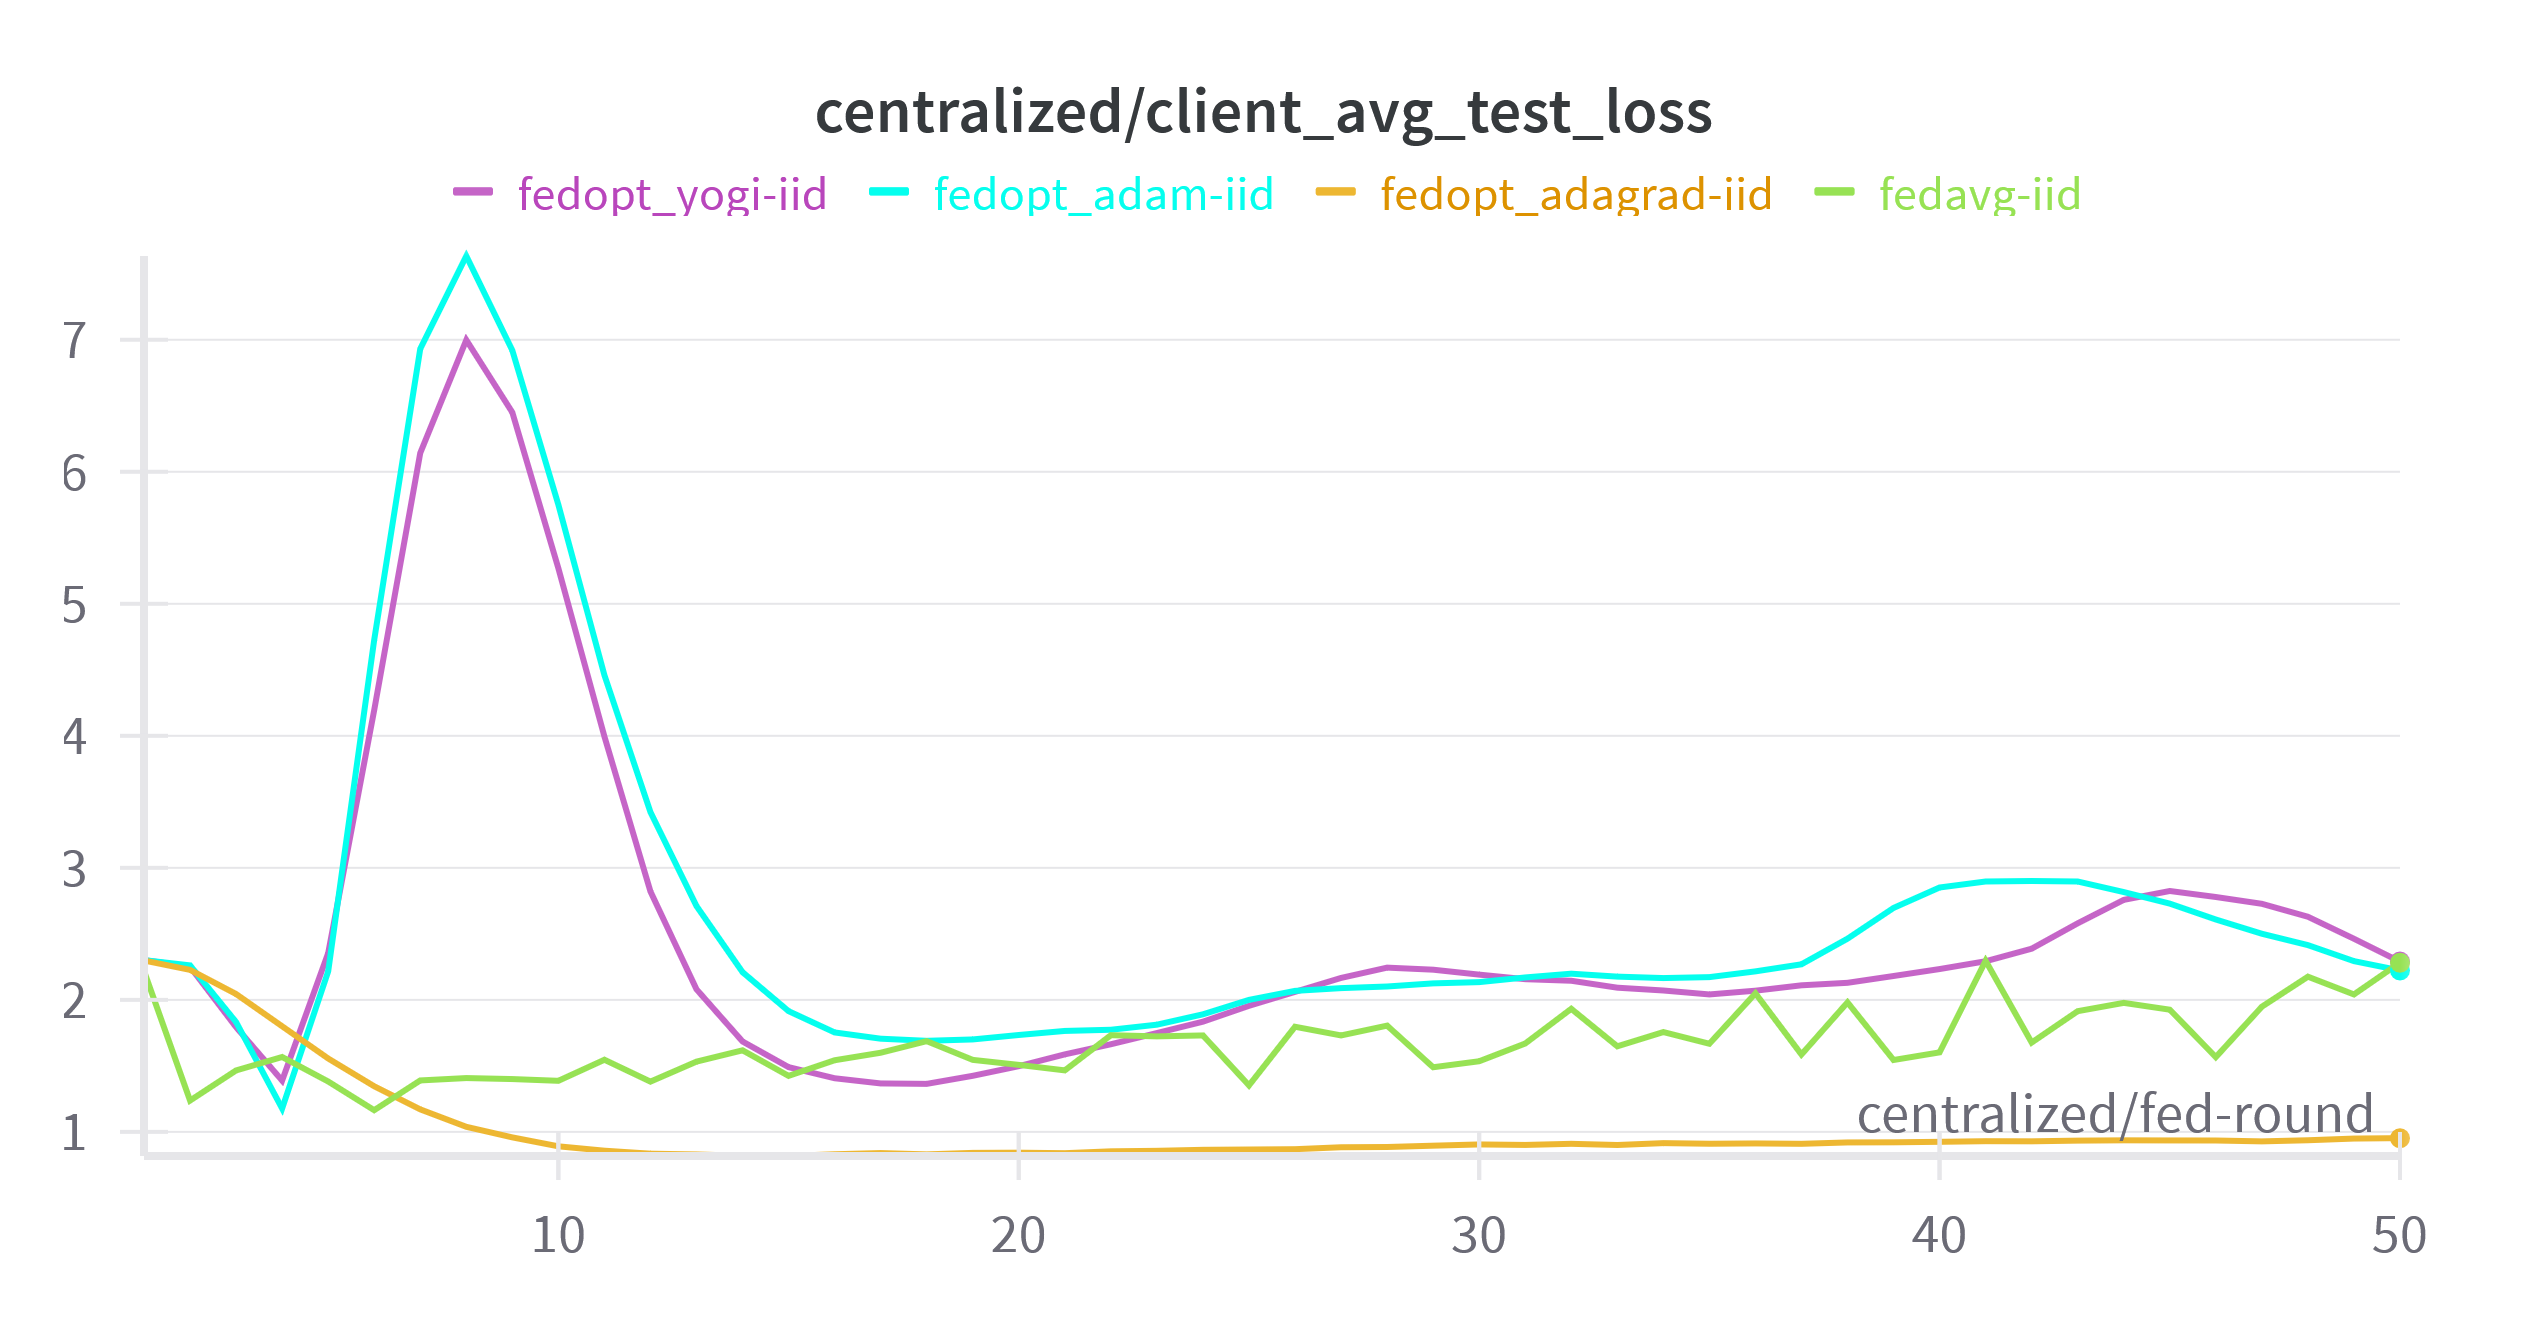 centralized/client_avg_test_loss
fedopt_yogi-iid fedopt_adam-iid fedopt_adagrad-iid fedavg-iid
7
6
5
4
3
2
1
centralized/fed-round
10 20 30 40 50